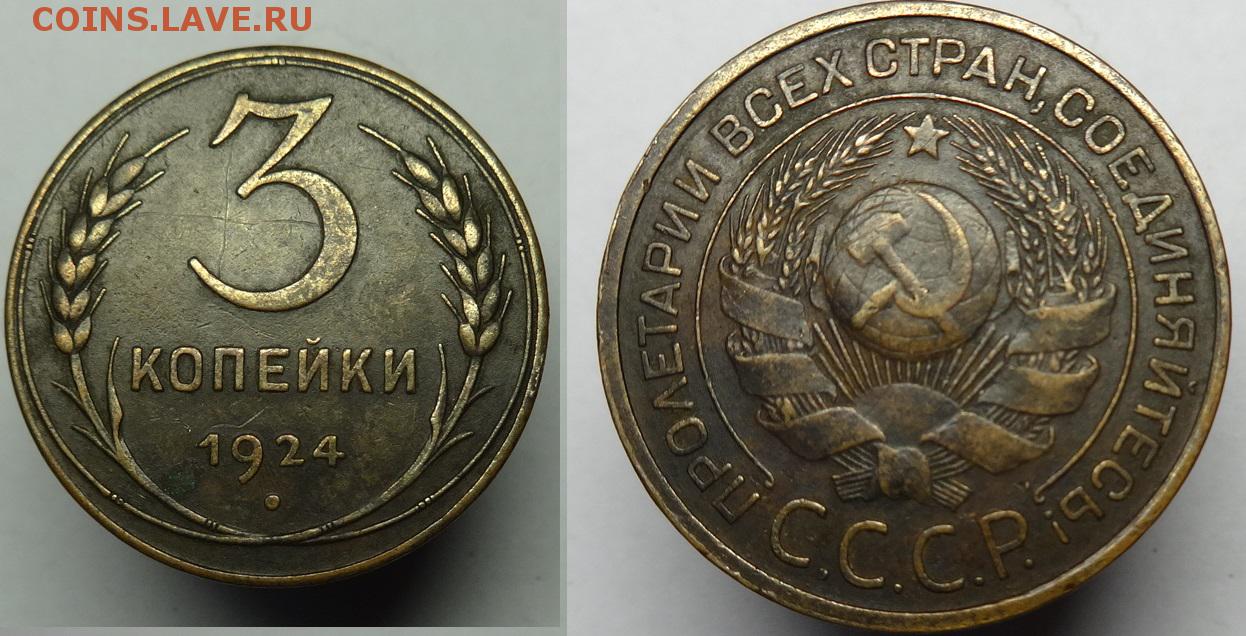 COINS.LAVE.RU
3
КОПЕЙКИ
1924
ПРОЛЕТАРИИ ВСЕХ СТРАН, СОЕДИНЯЙТЕСЬ!
С.С.С.Р.